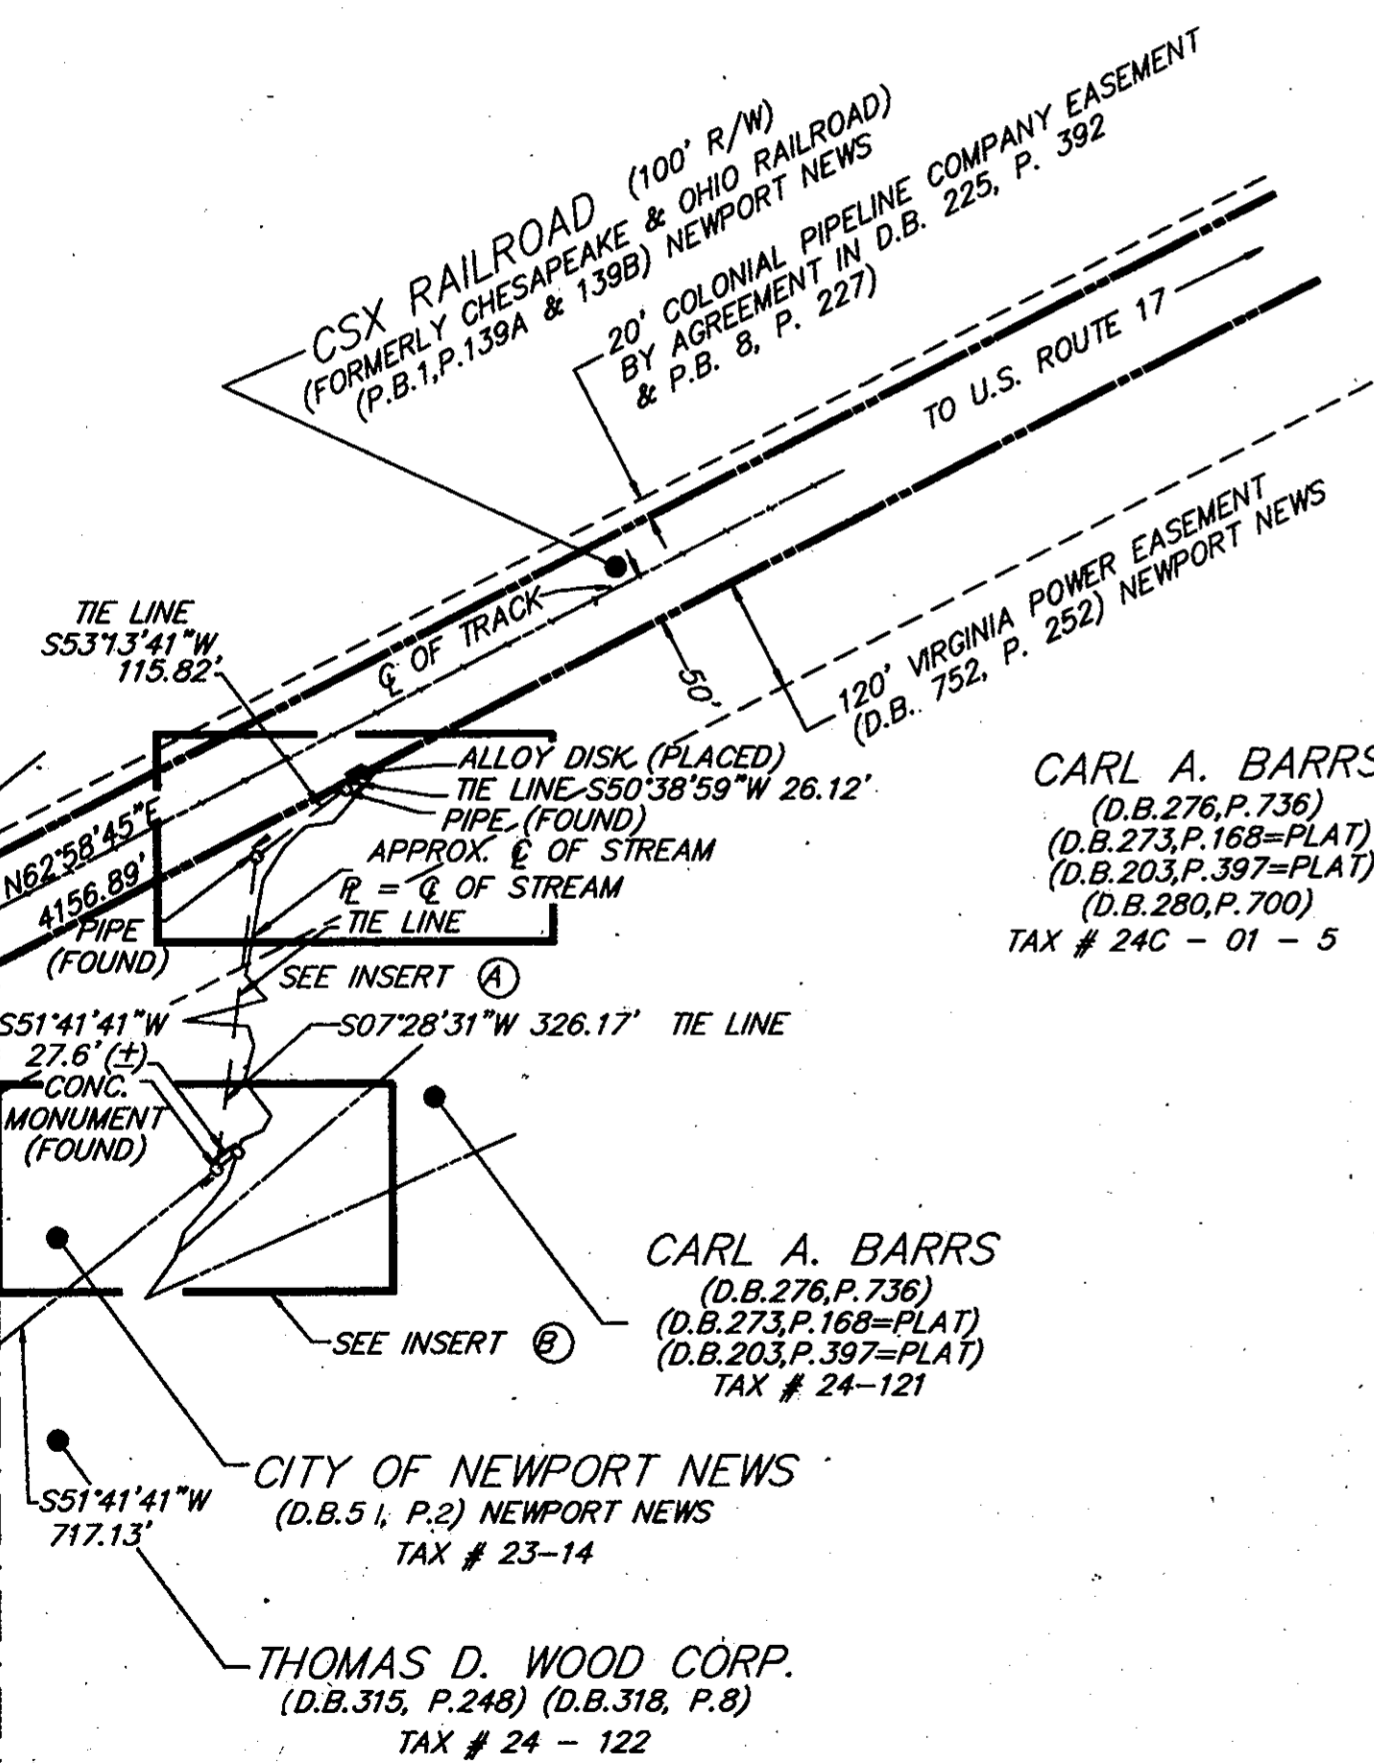 CSX RAILROAD (100' R/W)
(FORMERLY CHESAPEAKE & OHIO RAILROAD)
(P.B.1,P.139A & 139B) NEWPORT NEWS
20' COLONIAL PIPELINE COMPANY EASEMENT
BY AGREEMENT IN D.B. 225, P. 392
& P.B. 8, P. 227)
TO U.S. ROUTE 17
120' VIRGINIA POWER EASEMENT
(D.B. 752, P. 252) NEWPORT NEWS
50'
℄ OF TRACK
TIE LINE
S53°13'41"W
115.82'
N62°58'45"E
4156.89'
ALLOY DISK (PLACED)
TIE LINE S50°38'59"W 26.12'
PIPE (FOUND)
APPROX. ℄ OF STREAM
PL = ℄ OF STREAM
TIE LINE
PIPE
(FOUND)
SEE INSERT A
S51°41'41"W
27.6' (±)
CONC.
MONUMENT
(FOUND)
S07°28'31"W 326.17' TIE LINE
CARL A. BARRS
(D.B.276,P.736)
(D.B.273,P.168=PLAT)
(D.B.203,P.397=PLAT)
(D.B.280,P.700)
TAX # 24C - 01 - 5
CARL A. BARRS
(D.B.276,P.736)
(D.B.273,P.168=PLAT)
(D.B.203,P.397=PLAT)
TAX # 24-121
SEE INSERT B
CITY OF NEWPORT NEWS
(D.B.51, P.2) NEWPORT NEWS
TAX # 23-14
S51°41'41"W
717.13'
THOMAS D. WOOD CORP.
(D.B.315, P.248) (D.B.318, P.8)
TAX # 24 - 122